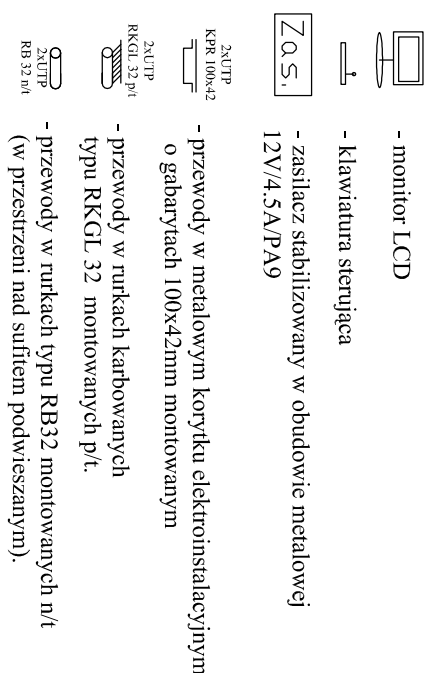 - monitor LCD
- klawiatura sterująca
Zas.
- zasilacz stabilizowany w obudowie metalowej
12V/4.5A/PA9
2xUTP
KPR 100x42
- przewody w metalowym korytku elektroinstalacyjnym
o gabarytach 100x42mm montowanym
2xUTP
RKGL 32 p/t
- przewody w rurkach karbowanych
typu RKGL 32 montowanych p/t.
2xUTP
RB 32 n/t
- przewody w rurkach typu RB32 montowanych n/t
(w przestrzeni nad sufitem podwieszanym).